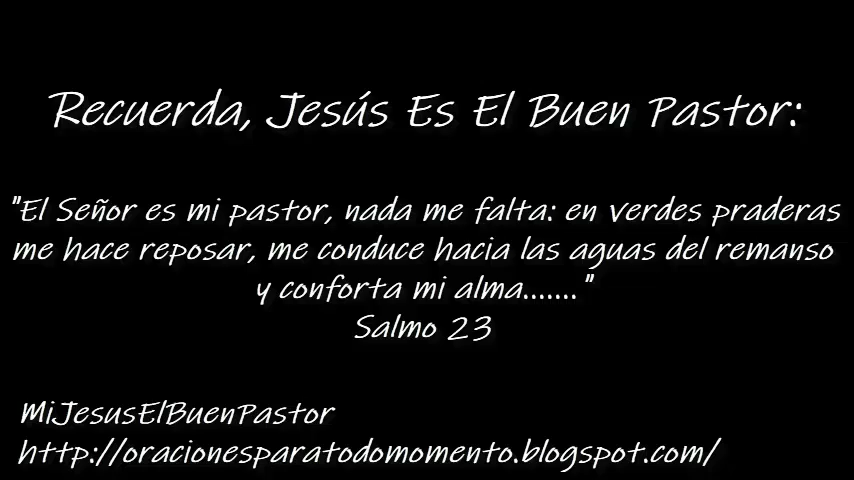 Recuerda, Jesús Es El Buen Pastor:
"El Señor es mi pastor, nada me falta: en verdes praderas
me hace reposar, me conduce hacia las aguas del remanso
y conforta mi alma......."
Salmo 23
MiJesusElBuenPastor
http://oracionesparatodomomento.blogspot.com/